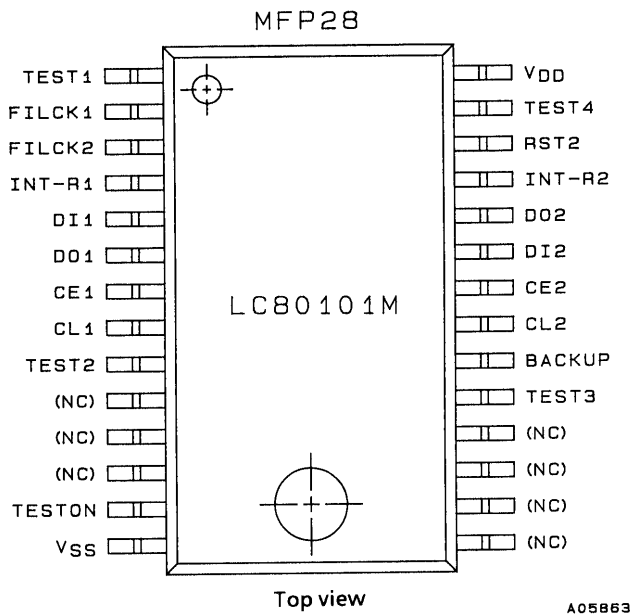 MFP28
TEST1
FILCK1
FILCK2
INT-R1
DI1
DO1
CE1
CL1
TEST2
(NC)
(NC)
(NC)
TESTON
VSS
LC80101M
VDD
TEST4
RST2
INT-R2
DO2
DI2
CE2
CL2
BACKUP
TEST3
(NC)
(NC)
(NC)
(NC)
Top view
A05863